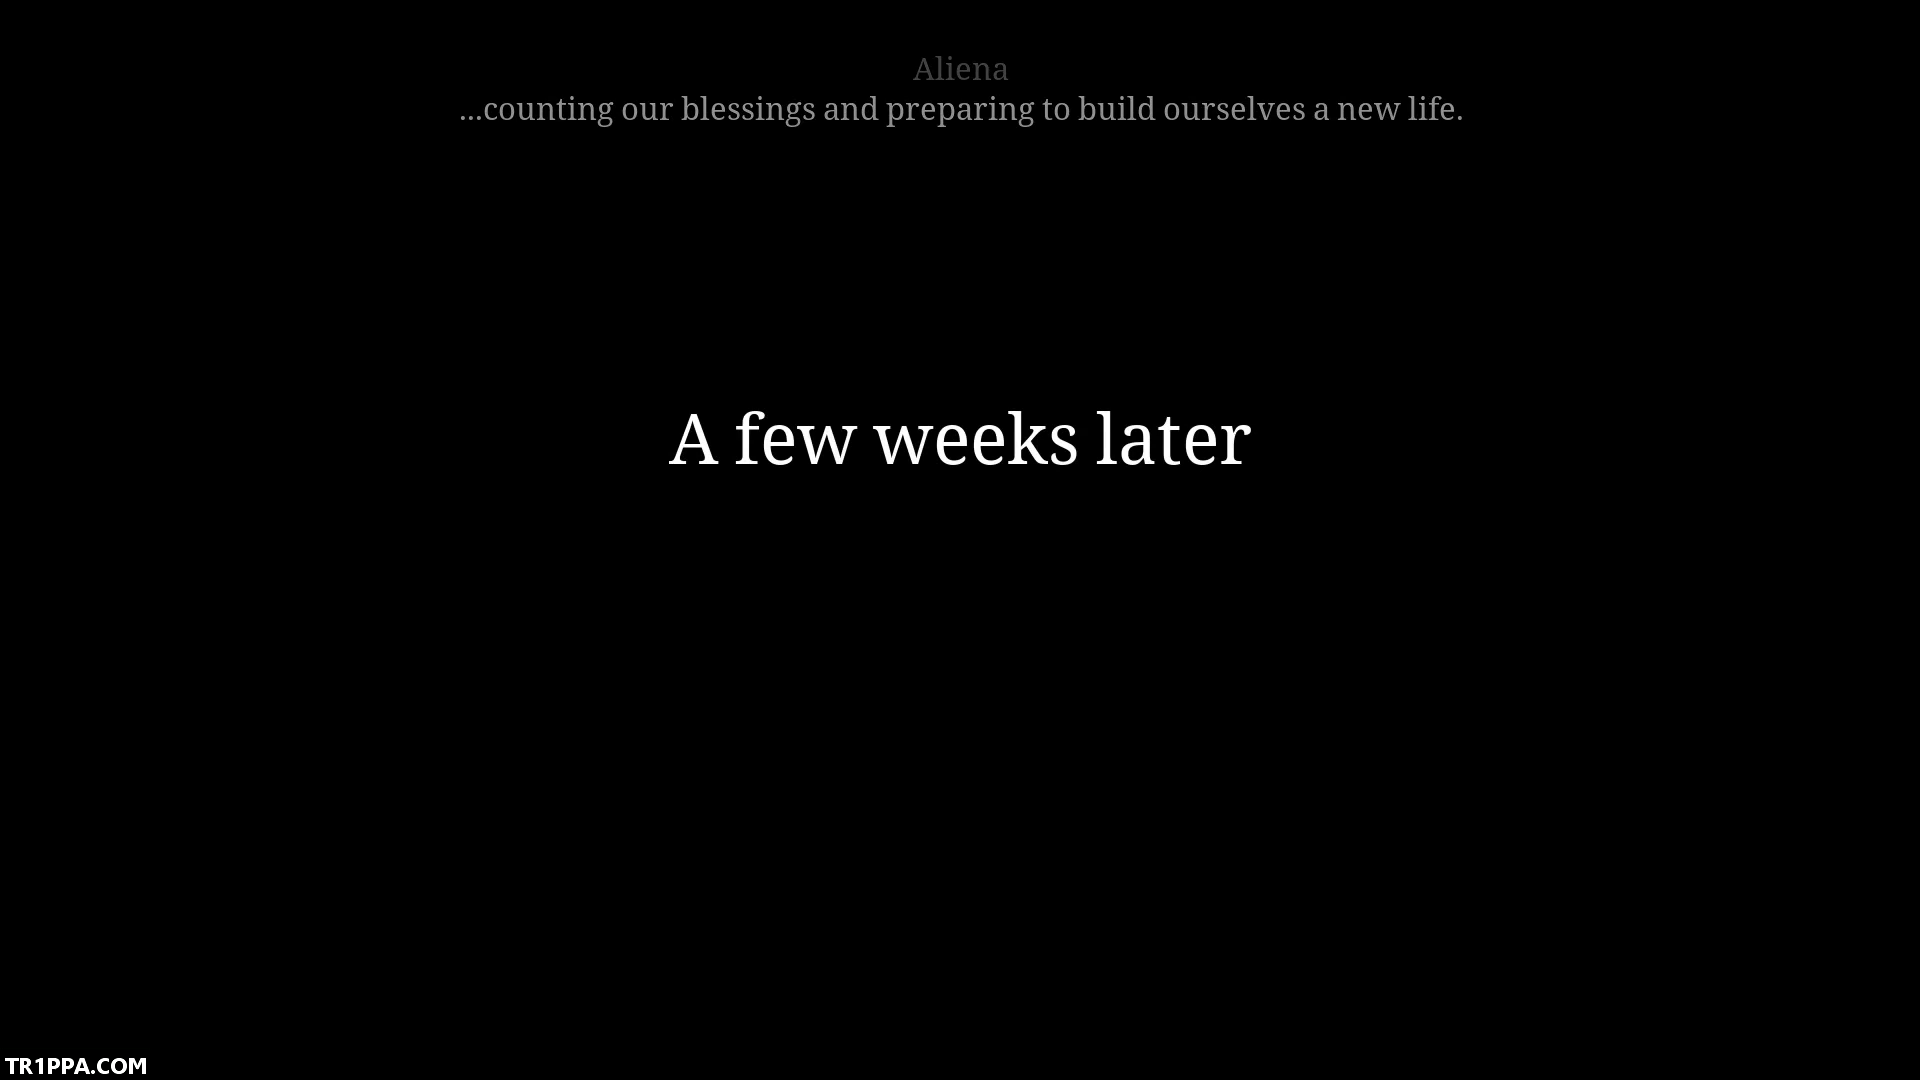 Aliena
...counting our blessings and preparing to build ourselves a new life.
A few weeks later
TR1PPA.COM